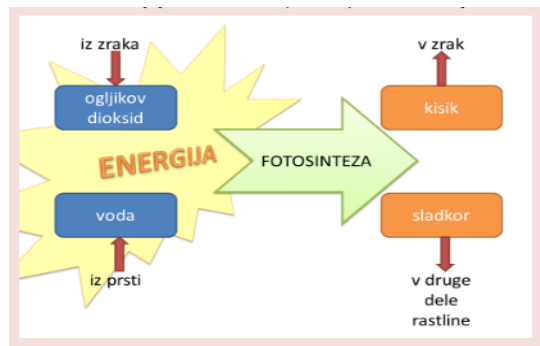 iz zraka
ogljikov
dioksid
ENERGIJA
voda
iz prsti
FOTOSINTEZA
v zrak
kisik
sladkor
v druge
dele
rastline